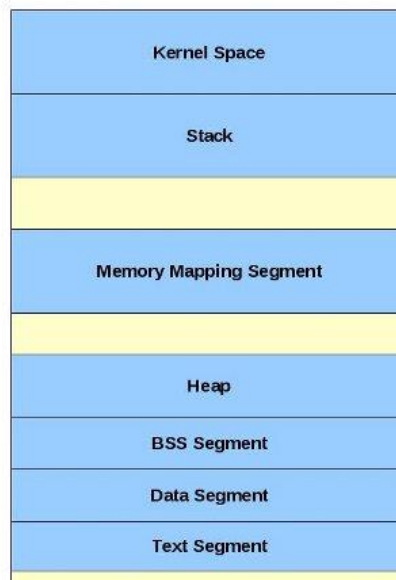 Kernel Space
Stack
Memory Mapping Segment
Heap
BSS Segment
Data Segment
Text Segment